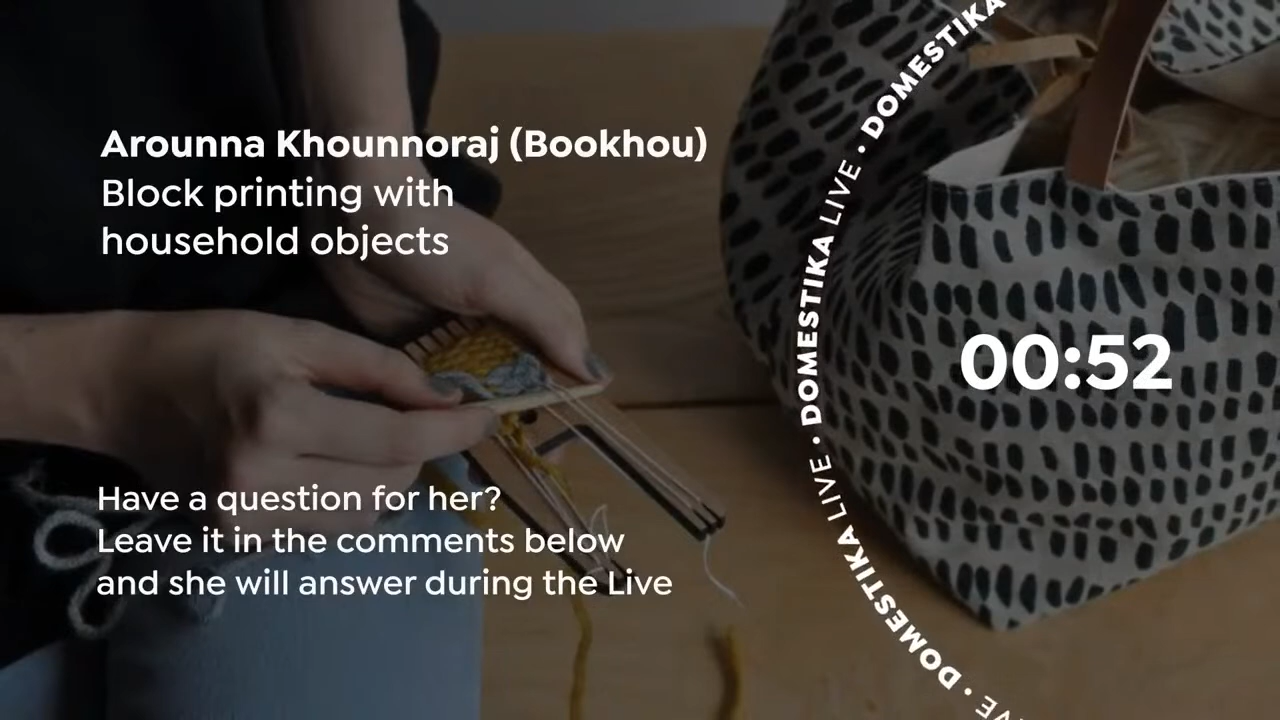 Arounna Khounnoraj (Bookhou)
Block printing with
household objects
Have a question for her?
Leave it in the comments below
and she will answer during the Live
00:52
LIVE • DOMESTIKA LIVE • DOMESTIKA LIVE • DOMESTIKA